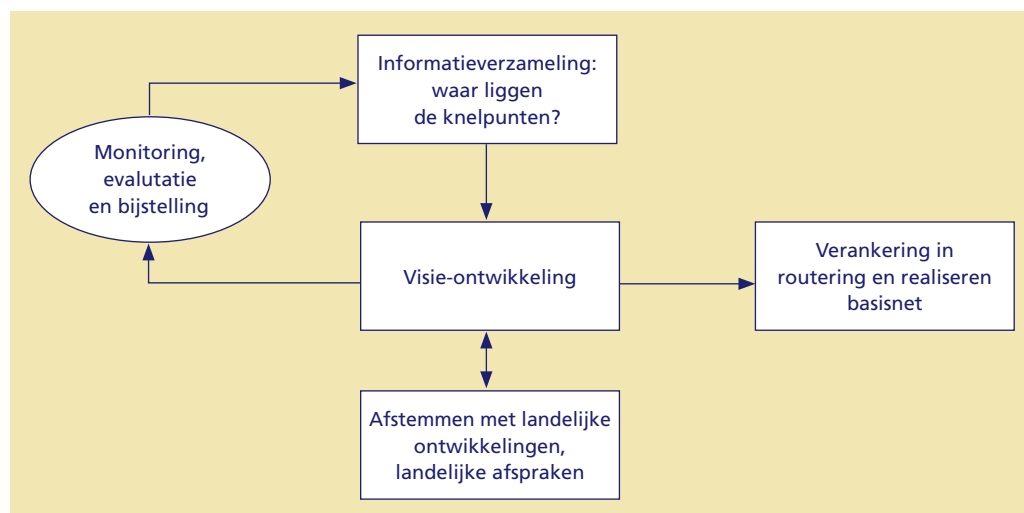 Informatieverzameling:
waar liggen
de knelpunten?
Monitoring,
evalutatie
en bijstelling
Visie-ontwikkeling
Verankering in
routering en realiseren
basisnet
Afstemmen met landelijke
ontwikkelingen,
landelijke afspraken